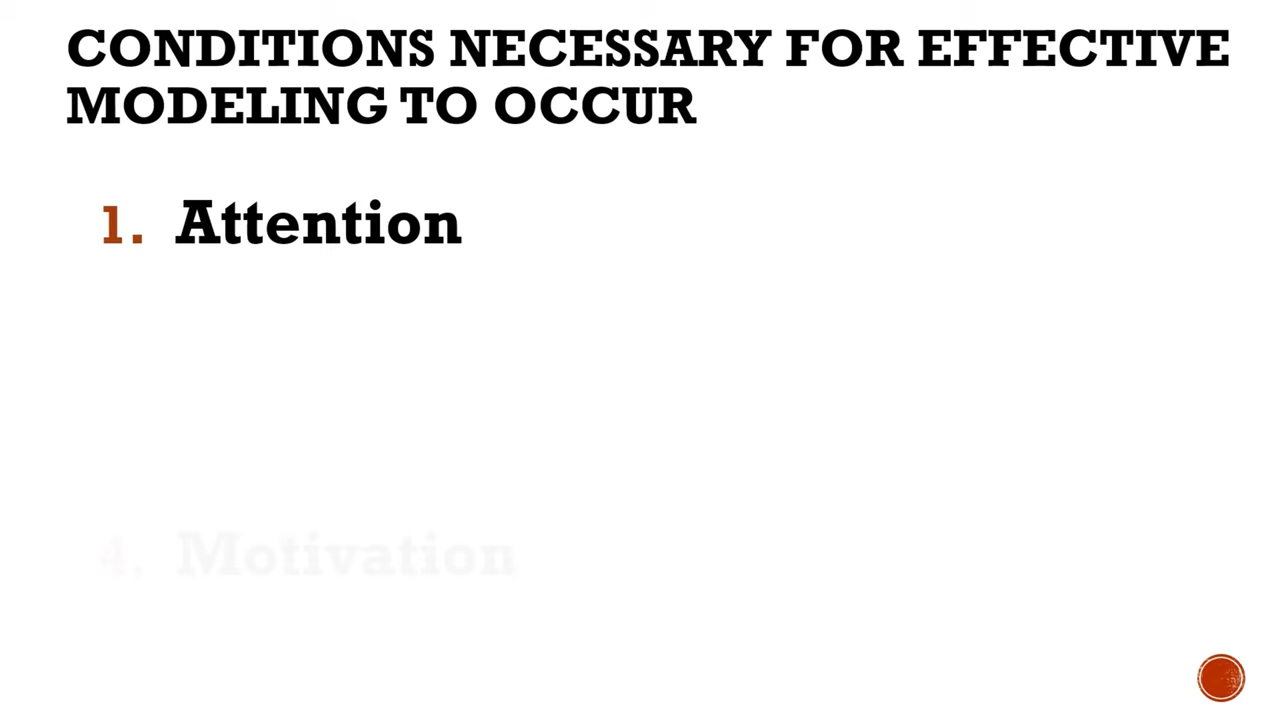 CONDITIONS NECESSARY FOR EFFECTIVE
MODELING TO OCCUR
1. Attention
4. Motivation